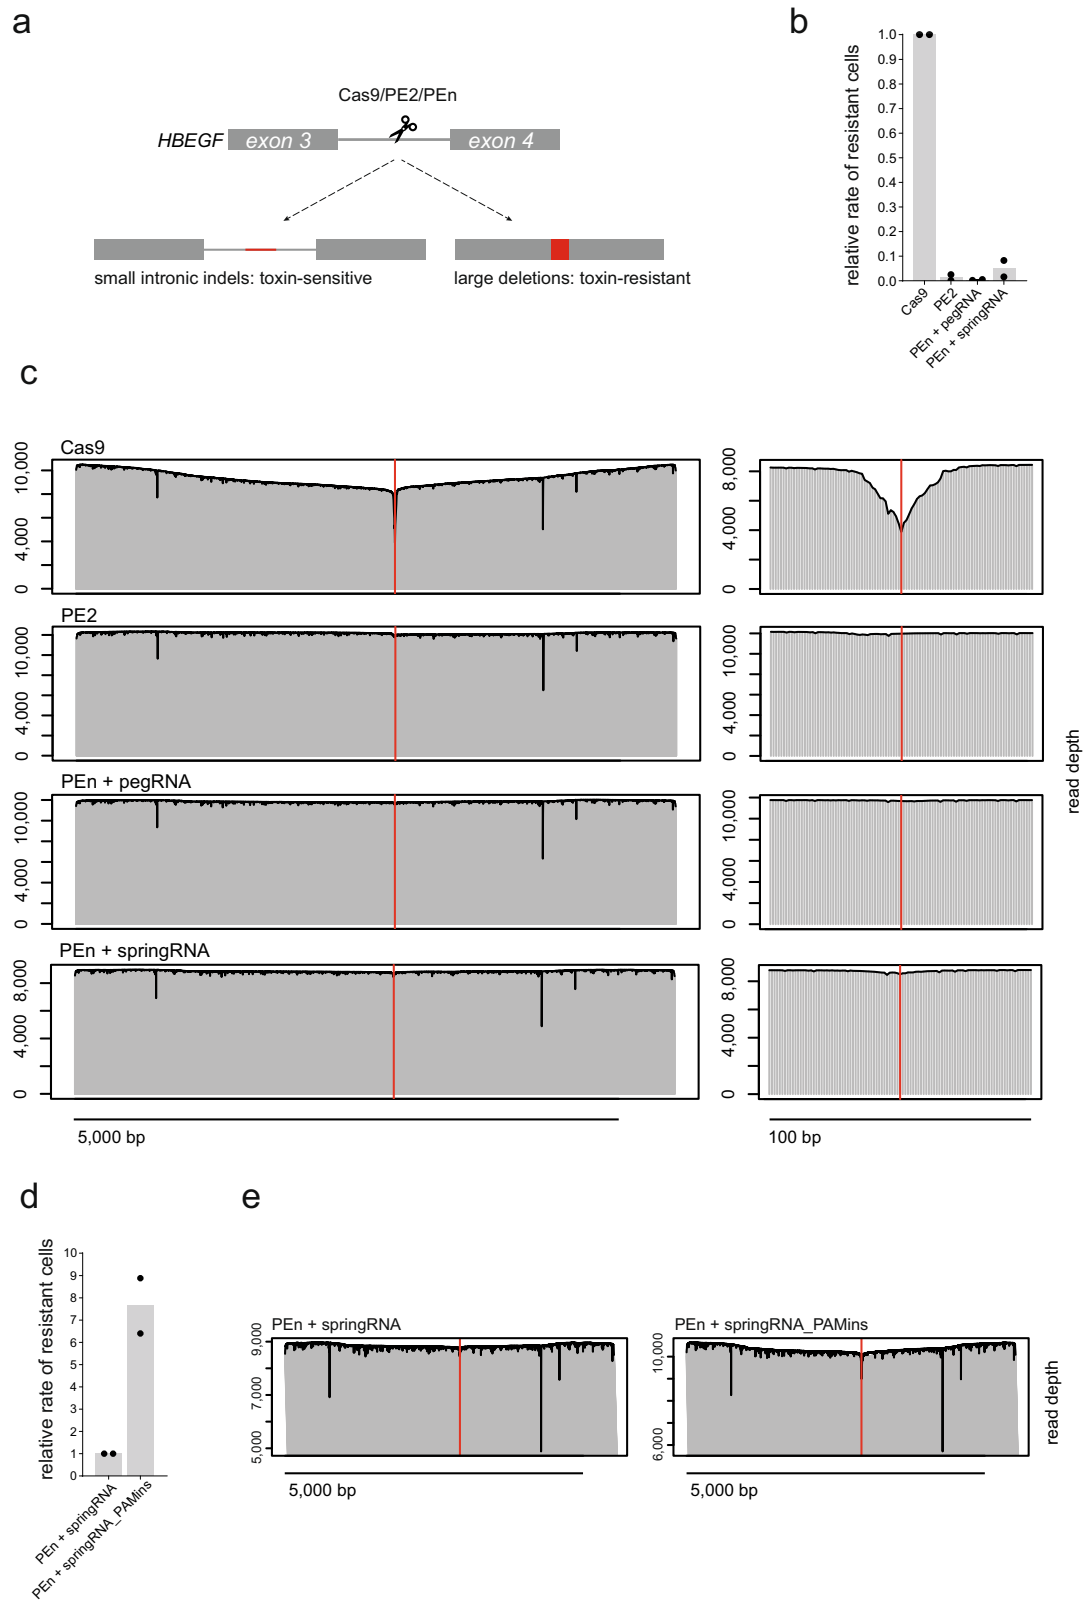 a
Cas9/PE2/PEn
HBEGF exon 3 exon 4
small intronic indels: toxin-sensitive
large deletions: toxin-resistant
b
relative rate of resistant cells
1.0
0.9
0.8
0.7
0.6
0.5
0.4
0.3
0.2
0.1
0.0
Cas9
PE2
PEn + pegRNA
PEn + springRNA
c
Cas9
10,000
4,000
0
8,000
4,000
0
PE2
10,000
4,000
0
10,000
4,000
0
PEn + pegRNA
10,000
4,000
0
10,000
4,000
0
PEn + springRNA
8,000
4,000
0
8,000
4,000
0
read depth
5,000 bp
100 bp
d
relative rate of resistant cells
10
9
8
7
6
5
4
3
2
1
0
PEn + springRNA
PEn + springRNA_PAMins
e
PEn + springRNA
9,000
7,000
5,000
5,000 bp
PEn + springRNA_PAMins
10,000
6,000
5,000 bp
read depth